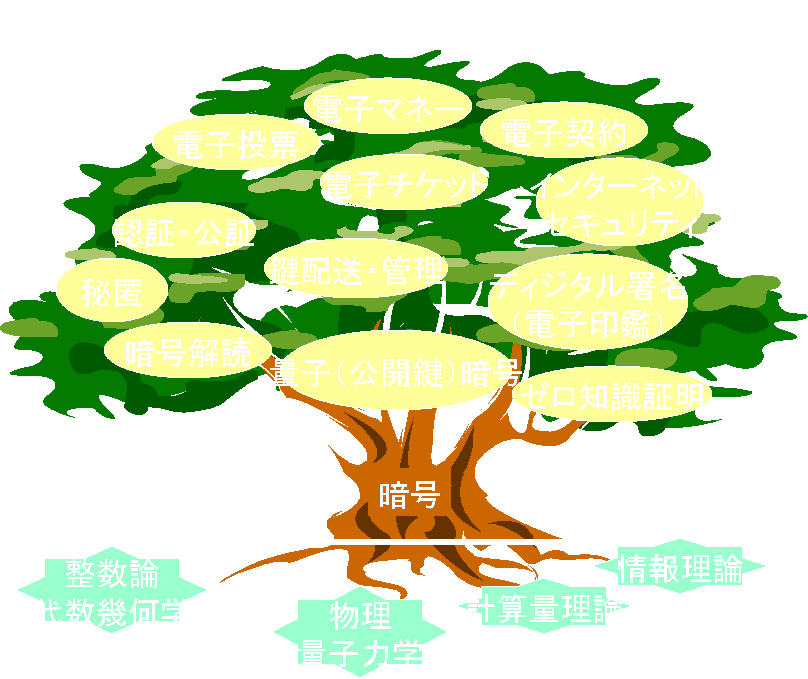 電子マネー
電子投票
電子契約
電子チケット
インターネット
セキュリティ
認証・公証
鍵配送・管理
秘匿
ディジタル署名
(電子印鑑)
暗号解読
量子(公開鍵)暗号
ゼロ知識証明
暗号
整数論
代数幾何学
物理
量子力学
計算量理論
情報理論